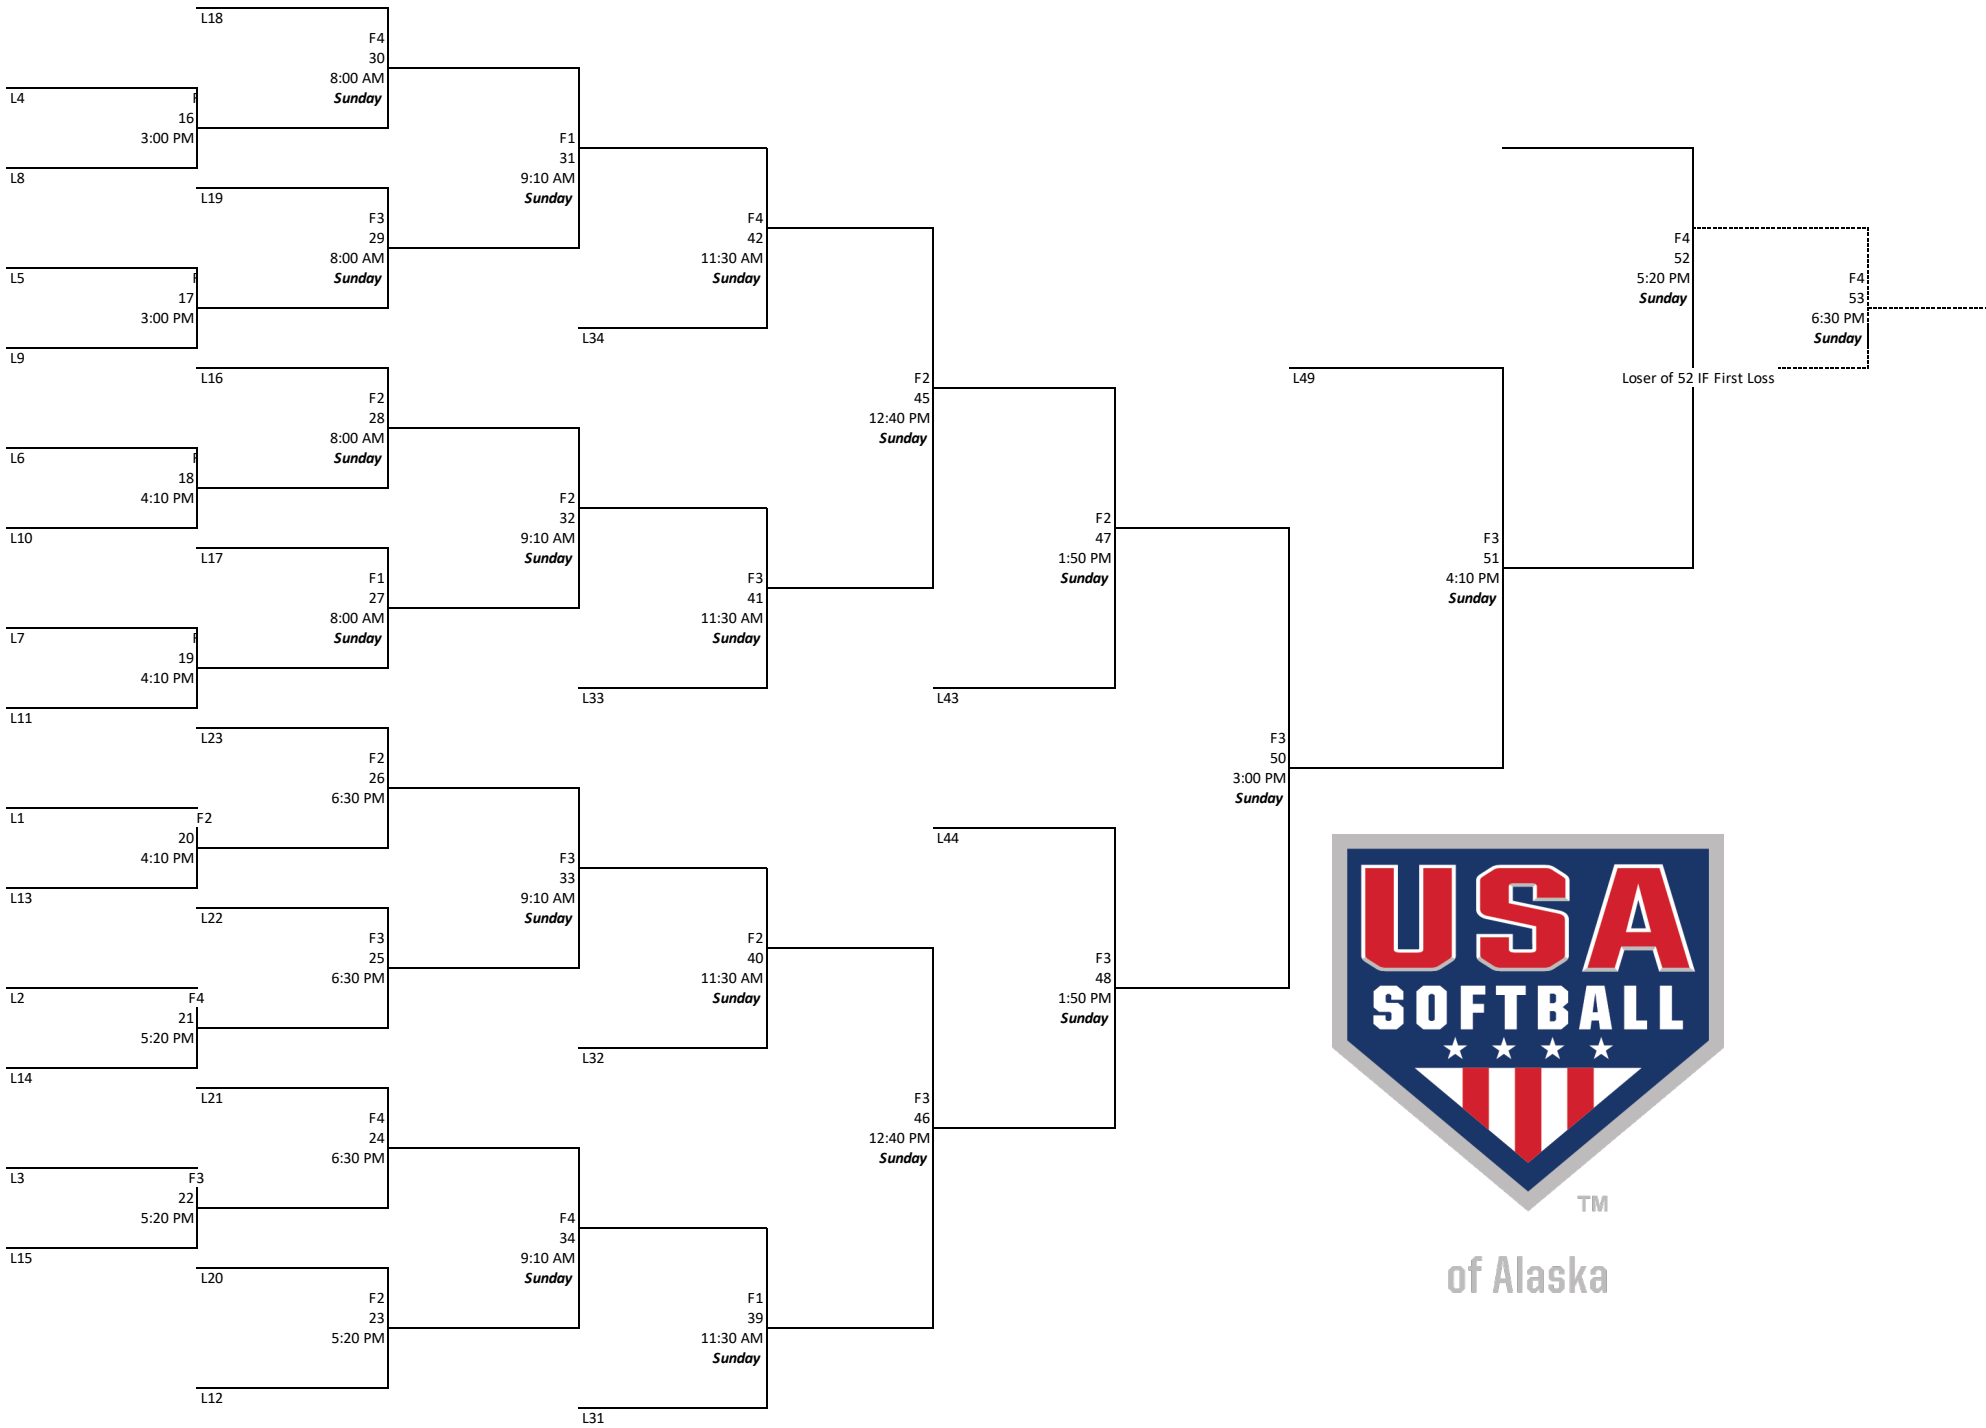 L18
F4
30
8:00 AM
Sunday
L4
F
16
3:00 PM
L8
L19
F3
29
8:00 AM
Sunday
L5
F
17
3:00 PM
L9
L16
F2
28
8:00 AM
Sunday
L6
F
18
4:10 PM
L10
L17
F1
27
8:00 AM
Sunday
L7
F
19
4:10 PM
L11
L23
F2
26
6:30 PM
L1
F2
20
4:10 PM
L13
L22
F3
25
6:30 PM
L2
F4
21
5:20 PM
L14
L21
F4
24
6:30 PM
L3
F3
22
5:20 PM
L15
L20
F2
23
5:20 PM
L12
F1
31
9:10 AM
Sunday
F2
32
9:10 AM
Sunday
F3
33
9:10 AM
Sunday
F4
34
9:10 AM
Sunday
F4
42
11:30 AM
Sunday
L34
F3
41
11:30 AM
Sunday
L33
F2
40
11:30 AM
Sunday
L32
F1
39
11:30 AM
Sunday
L31
F2
45
12:40 PM
Sunday
F3
46
12:40 PM
Sunday
F2
47
1:50 PM
Sunday
L43
L44
F3
48
1:50 PM
Sunday
F3
50
3:00 PM
Sunday
L49
F3
51
4:10 PM
Sunday
F4
52
5:20 PM
Sunday
Loser of 52 IF First Loss
F4
53
6:30 PM
Sunday
USA
SOFTBALL
TM
of Alaska